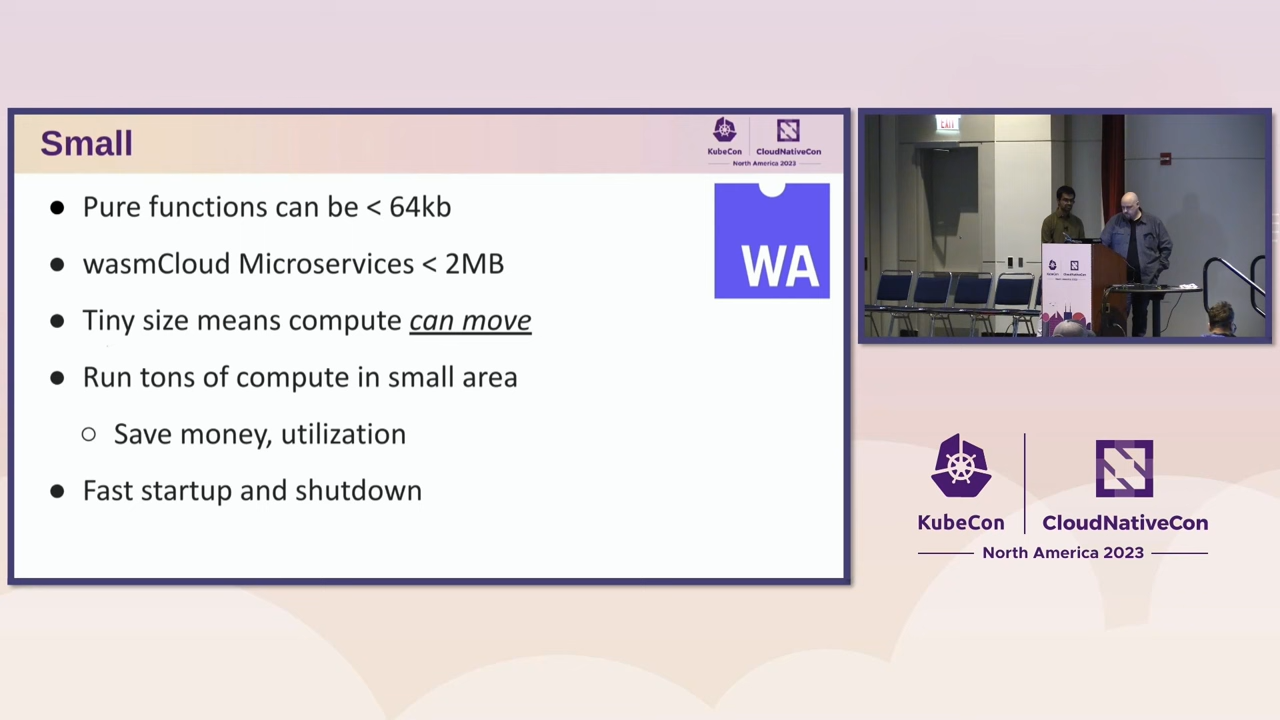 Small
KubeCon
CloudNativeCon
North America 2023
● Pure functions can be < 64kb
● wasmCloud Microservices < 2MB
● Tiny size means compute can move
● Run tons of compute in small area
○ Save money, utilization
● Fast startup and shutdown
WA
EXIT
KubeCon
CloudNativeCon
North America 2023